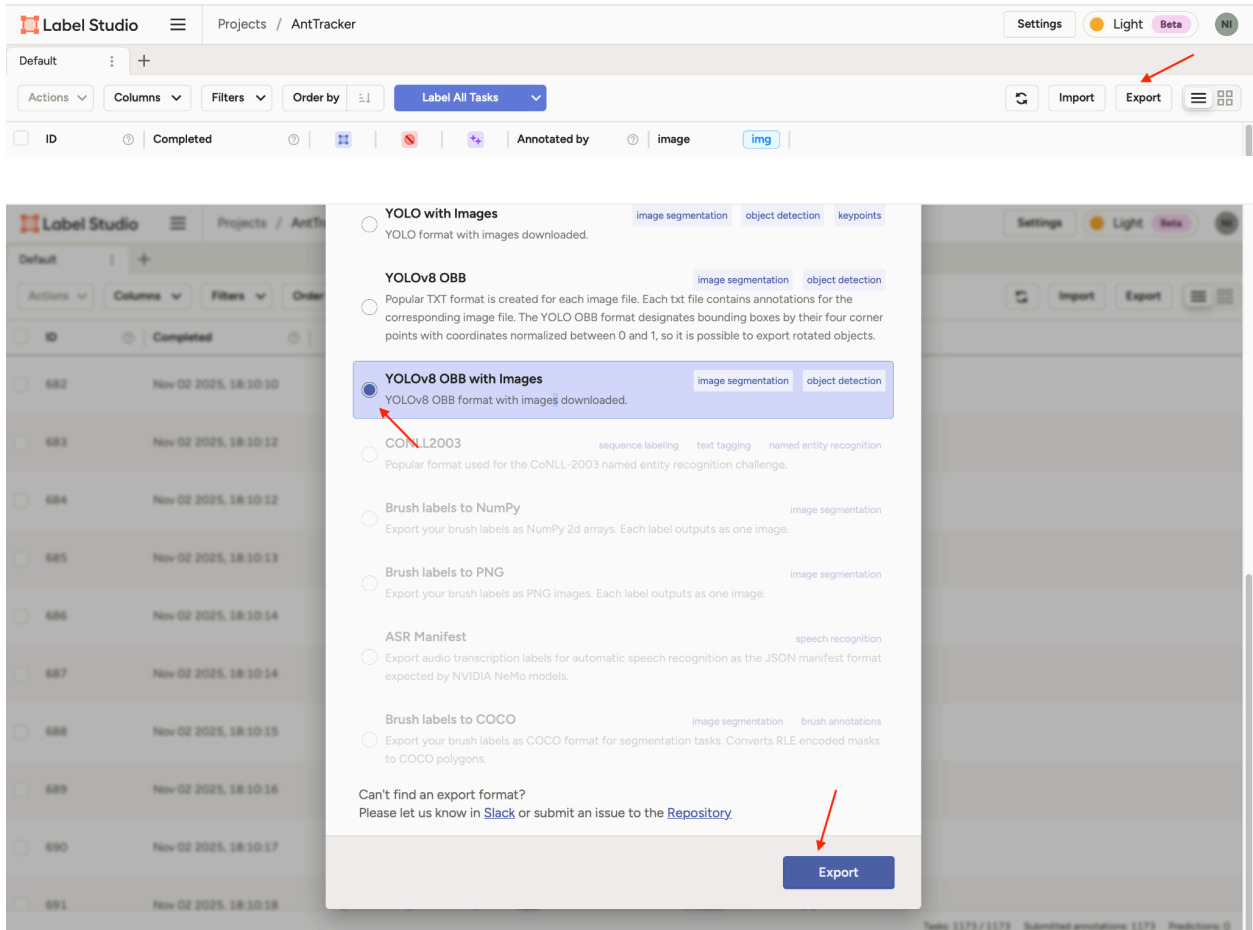 Label Studio
Projects / AntTracker
Settings
Light Beta
NI
Default
Actions
Columns
Filters
Order by
Label All Tasks
Import
Export
ID
Completed
Annotated by
image
img
Label Studio
Projects / AntTr
Settings
Light Beta
Default
Actions
Columns
Filters
Order
Import
Export
ID
Completed
682 Nov 02 2025, 18:10:10
683 Nov 02 2025, 18:10:12
684 Nov 02 2025, 18:10:12
685 Nov 02 2025, 18:10:13
686 Nov 02 2025, 18:10:14
687 Nov 02 2025, 18:10:14
688 Nov 02 2025, 18:10:15
689 Nov 02 2025, 18:10:16
690 Nov 02 2025, 18:10:17
691 Nov 02 2025, 18:10:18
YOLO with Images
image segmentation object detection keypoints
YOLO format with images downloaded.
YOLOv8 OBB
image segmentation object detection
Popular TXT format is created for each image file. Each txt file contains annotations for the
corresponding image file. The YOLO OBB format designates bounding boxes by their four corner
points with coordinates normalized between 0 and 1, so it is possible to export rotated objects.
YOLOv8 OBB with Images
image segmentation object detection
YOLOv8 OBB format with images downloaded.
CONLL2003
sequence labeling text tagging named entity recognition
Popular format used for the CoNLL-2003 named entity recognition challenge.
Brush labels to NumPy
image segmentation
Export your brush labels as NumPy 2d arrays. Each label outputs as one image.
Brush labels to PNG
image segmentation
Export your brush labels as PNG images. Each label outputs as one image.
ASR Manifest
speech recognition
Export audio transcription labels for automatic speech recognition as the JSON manifest format
expected by NVIDIA NeMo models.
Brush labels to COCO
image segmentation brush annotations
Export your brush labels as COCO format for segmentation tasks. Converts RLE encoded masks
to COCO polygons.
Can't find an export format?
Please let us know in Slack or submit an issue to the Repository
Export
Tasks: 1173 / 1173 Submitted annotations: 1173 Predictions: 0